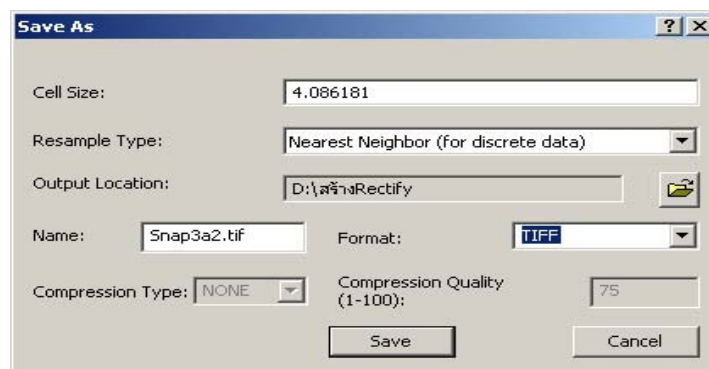 Save As
Cell Size: 4.086181
Resample Type: Nearest Neighbor (for discrete data)
Output Location: D:\สร้างRectify
Name: Snap3a2.tif Format: TIFF
Compression Type: NONE Compression Quality
(1-100): 75
Save Cancel